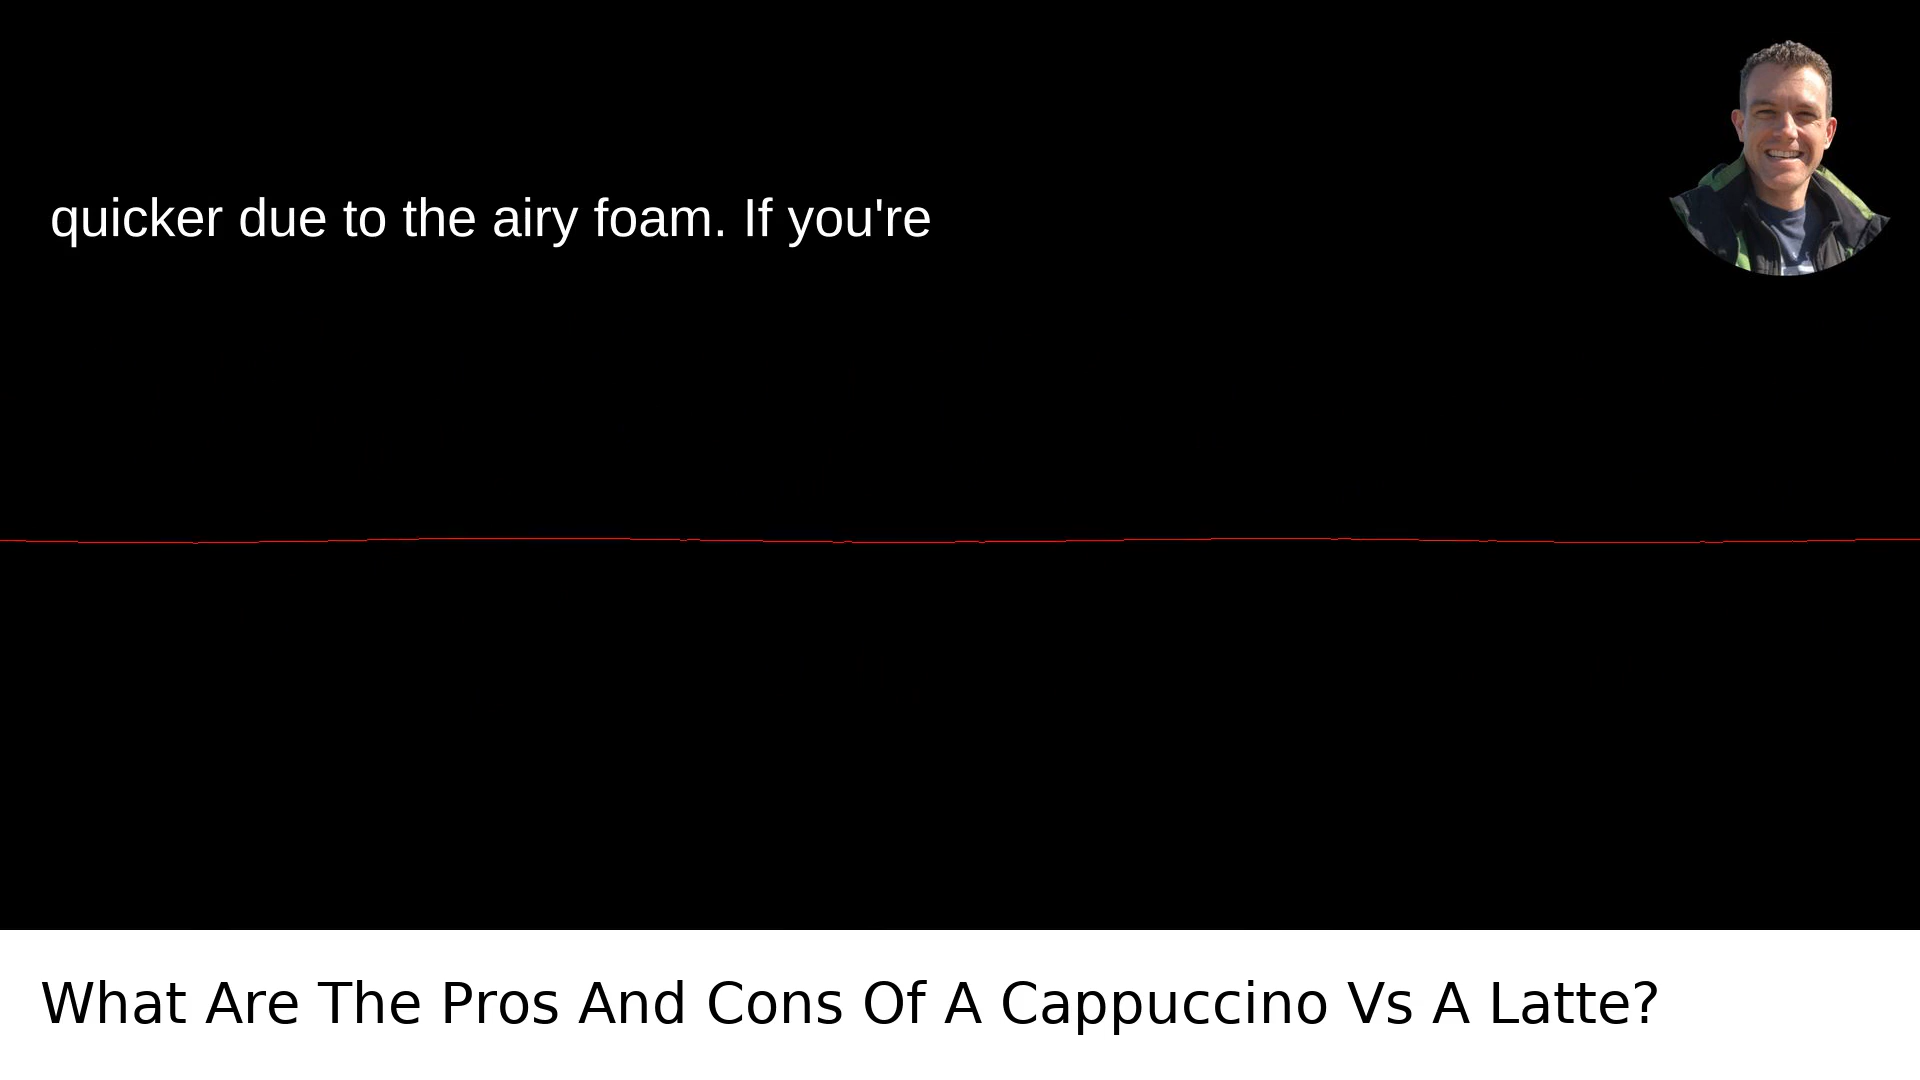 quicker due to the airy foam. If you're
What Are The Pros And Cons Of A Cappuccino Vs A Latte?